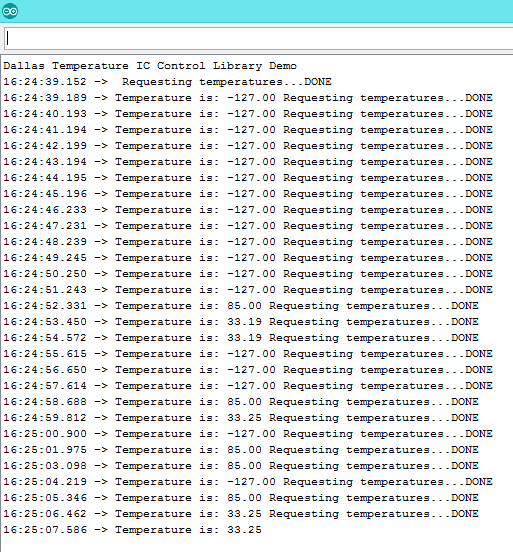 Dallas Temperature IC Control Library Demo
16:24:39.152 -> Requesting temperatures...DONE
16:24:39.189 -> Temperature is: -127.00 Requesting temperatures...DONE
16:24:40.193 -> Temperature is: -127.00 Requesting temperatures...DONE
16:24:41.194 -> Temperature is: -127.00 Requesting temperatures...DONE
16:24:42.199 -> Temperature is: -127.00 Requesting temperatures...DONE
16:24:43.194 -> Temperature is: -127.00 Requesting temperatures...DONE
16:24:44.195 -> Temperature is: -127.00 Requesting temperatures...DONE
16:24:45.196 -> Temperature is: -127.00 Requesting temperatures...DONE
16:24:46.233 -> Temperature is: -127.00 Requesting temperatures...DONE
16:24:47.231 -> Temperature is: -127.00 Requesting temperatures...DONE
16:24:48.239 -> Temperature is: -127.00 Requesting temperatures...DONE
16:24:49.245 -> Temperature is: -127.00 Requesting temperatures...DONE
16:24:50.250 -> Temperature is: -127.00 Requesting temperatures...DONE
16:24:51.243 -> Temperature is: -127.00 Requesting temperatures...DONE
16:24:52.331 -> Temperature is: 85.00 Requesting temperatures...DONE
16:24:53.450 -> Temperature is: 33.19 Requesting temperatures...DONE
16:24:54.572 -> Temperature is: 33.19 Requesting temperatures...DONE
16:24:55.615 -> Temperature is: -127.00 Requesting temperatures...DONE
16:24:56.650 -> Temperature is: -127.00 Requesting temperatures...DONE
16:24:57.614 -> Temperature is: -127.00 Requesting temperatures...DONE
16:24:58.688 -> Temperature is: 85.00 Requesting temperatures...DONE
16:24:59.812 -> Temperature is: 33.25 Requesting temperatures...DONE
16:25:00.900 -> Temperature is: -127.00 Requesting temperatures...DONE
16:25:01.975 -> Temperature is: 85.00 Requesting temperatures...DONE
16:25:03.098 -> Temperature is: 85.00 Requesting temperatures...DONE
16:25:04.219 -> Temperature is: -127.00 Requesting temperatures...DONE
16:25:05.346 -> Temperature is: 85.00 Requesting temperatures...DONE
16:25:06.462 -> Temperature is: 33.25 Requesting temperatures...DONE
16:25:07.586 -> Temperature is: 33.25